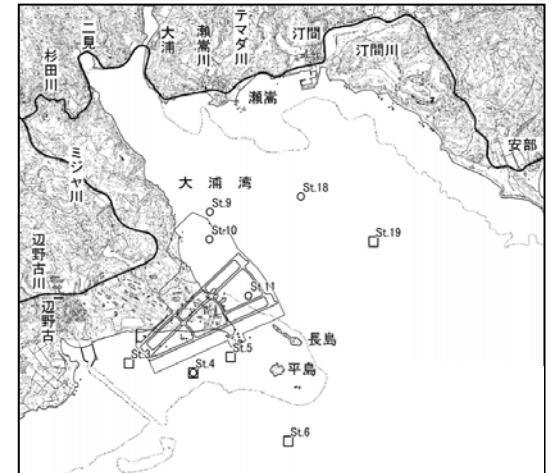 二見
大浦
瀬嵩川
テマダ川
汀間
汀間川
杉田川
瀬嵩
安部
ミジャ川
大浦湾
St.18
St.9
St.10
St.19
辺野古川
辺野古
St.11
長島
St.3
St.5
St.4
平島
St.6